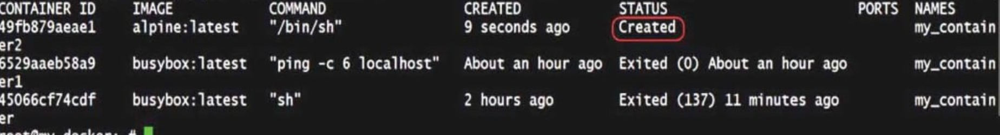 CONTAINER ID IMAGE COMMAND CREATED STATUS PORTS NAMES
49fb879aeae1 alpine:latest "/bin/sh" 9 seconds ago Created my_contain
er2
6529aaeb58a9 busybox:latest "ping -c 6 localhost" About an hour ago Exited (0) About an hour ago my_contain
er1
45066cf74cdf busybox:latest "sh" 2 hours ago Exited (137) 11 minutes ago my_contain
er
root@my_docker: #